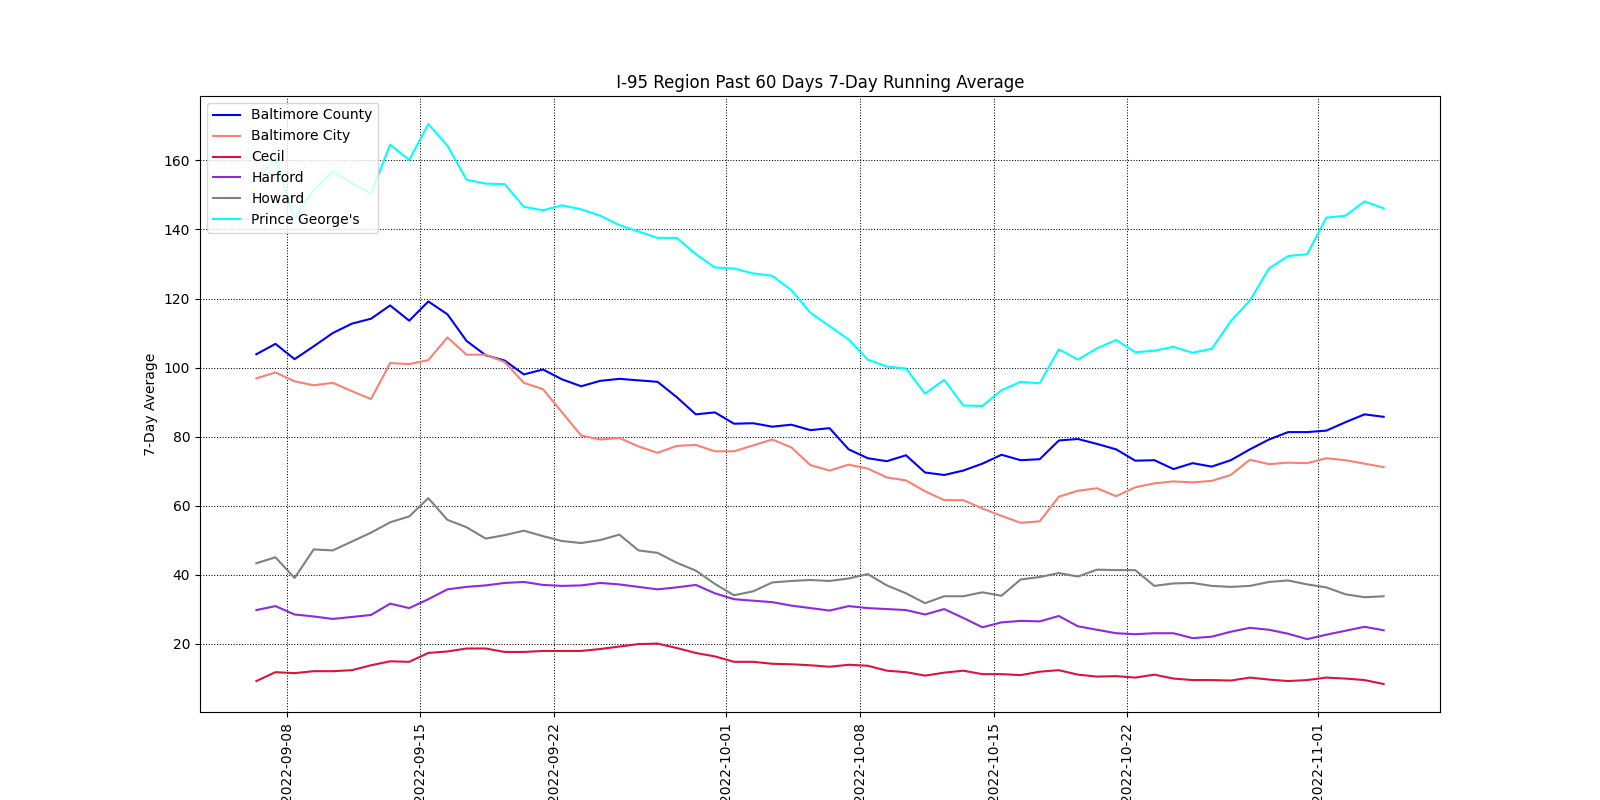 I-95 Region Past 60 Days 7-Day Running Average
Baltimore County
Baltimore City
Cecil
Harford
Howard
Prince George's
7-Day Average
160
140
120
100
80
60
40
20
2022-09-08
2022-09-15
2022-09-22
2022-10-01
2022-10-08
2022-10-15
2022-10-22
2022-11-01